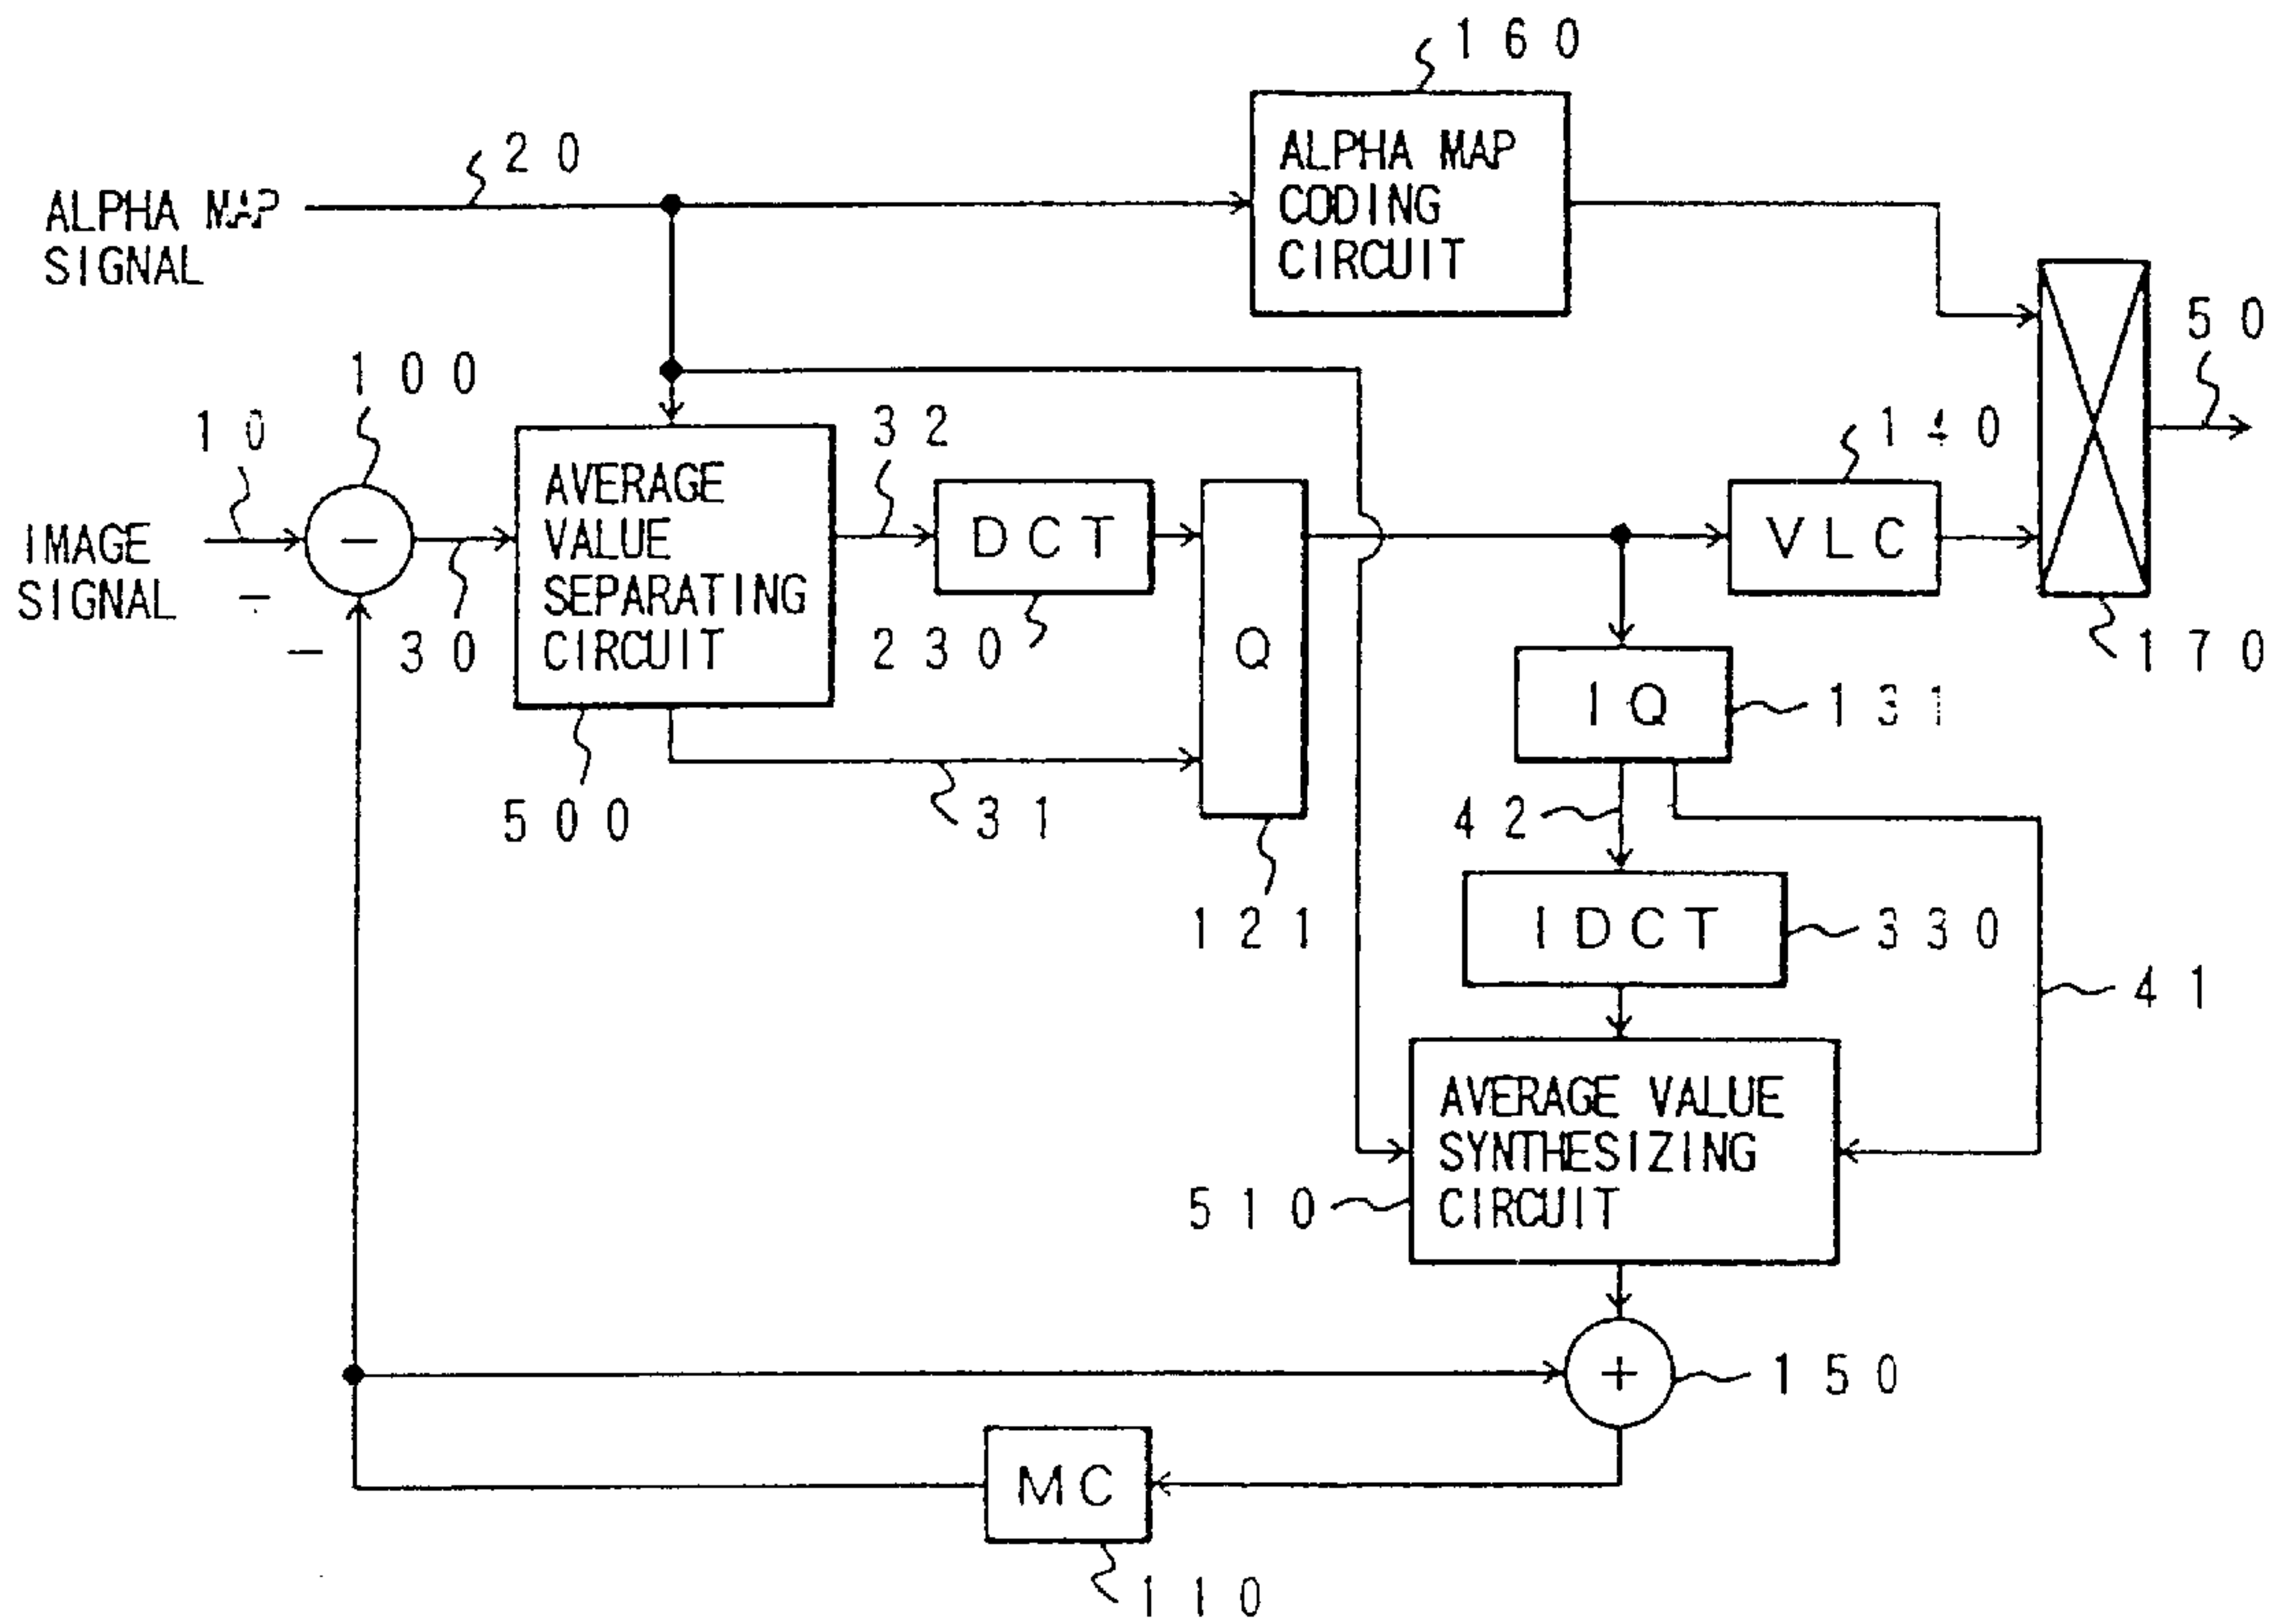 160
ALPHA MAP
CODING
CIRCUIT
20
ALPHA MAP
SIGNAL
50
100
10
IMAGE
SIGNAL
−
−
30
AVERAGE
VALUE
SEPARATING
CIRCUIT
500
32
DCT
230
31
Q
121
140
VLC
170
IQ
131
42
IDCT
330
41
AVERAGE VALUE
SYNTHESIZING
CIRCUIT
510
+
150
MC
110